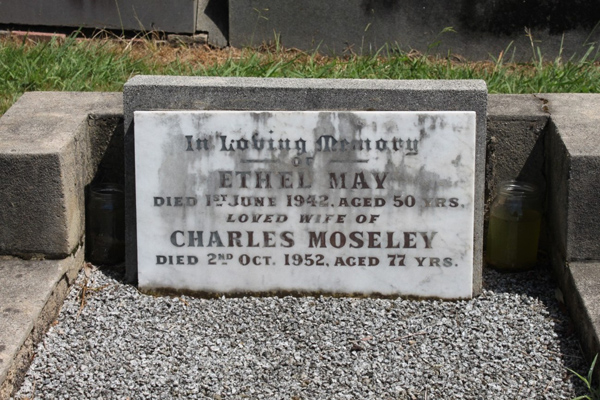 In Loving Memory
OF
ETHEL MAY
DIED 1ST JUNE 1942, AGED 50 YRS,
LOVED WIFE OF
CHARLES MOSELEY
DIED 2ND OCT. 1952, AGED 77 YRS.